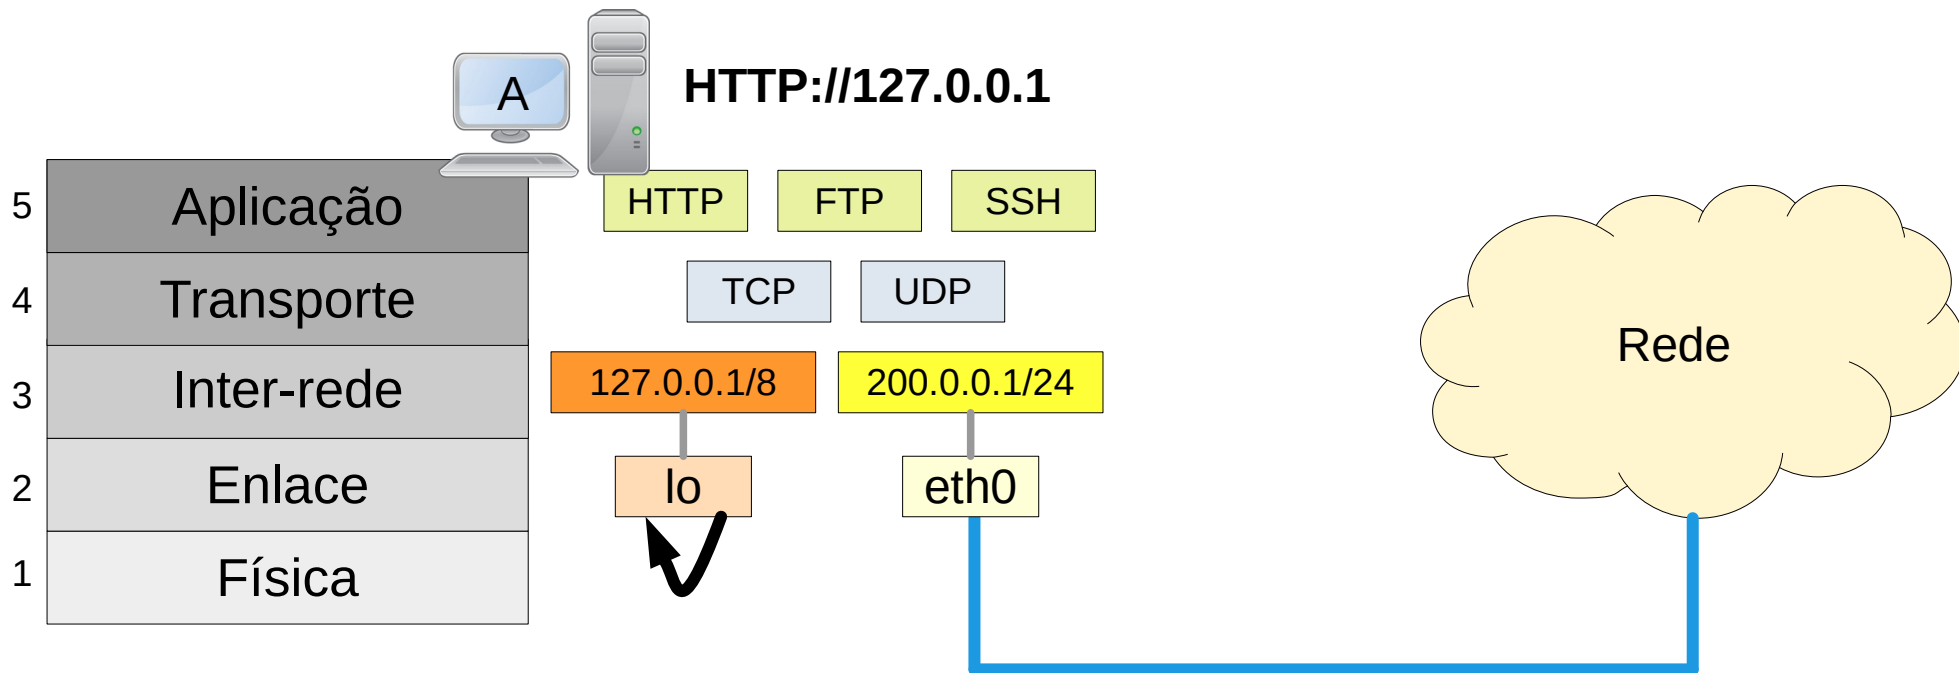 A
HTTP://127.0.0.1
5
Aplicação
HTTP
FTP
SSH
4
Transporte
TCP
UDP
3
Inter-rede
127.0.0.1/8
200.0.0.1/24
Rede
2
Enlace
lo
eth0
1
Física